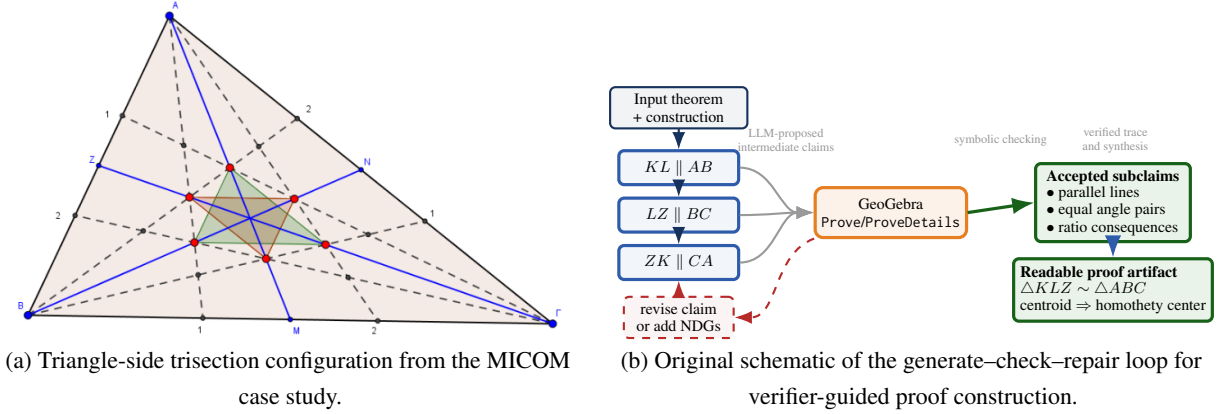 A
1
2
Z
N
2
1
B
1
M
2
Γ
(a) Triangle-side trisection configuration from the MICOM
case study.
Input theorem
+ construction
LLM-proposed
intermediate claims
symbolic checking
verified trace
and synthesis
KL ∥ AB
LZ ∥ BC
ZK ∥ CA
GeoGebra
Prove/ProveDetails
Accepted subclaims
• parallel lines
• equal angle pairs
• ratio consequences
revise claim
or add NDGs
Readable proof artifact
△KLZ ∼ △ABC
centroid ⇒ homothety center
(b) Original schematic of the generate–check–repair loop for
verifier-guided proof construction.